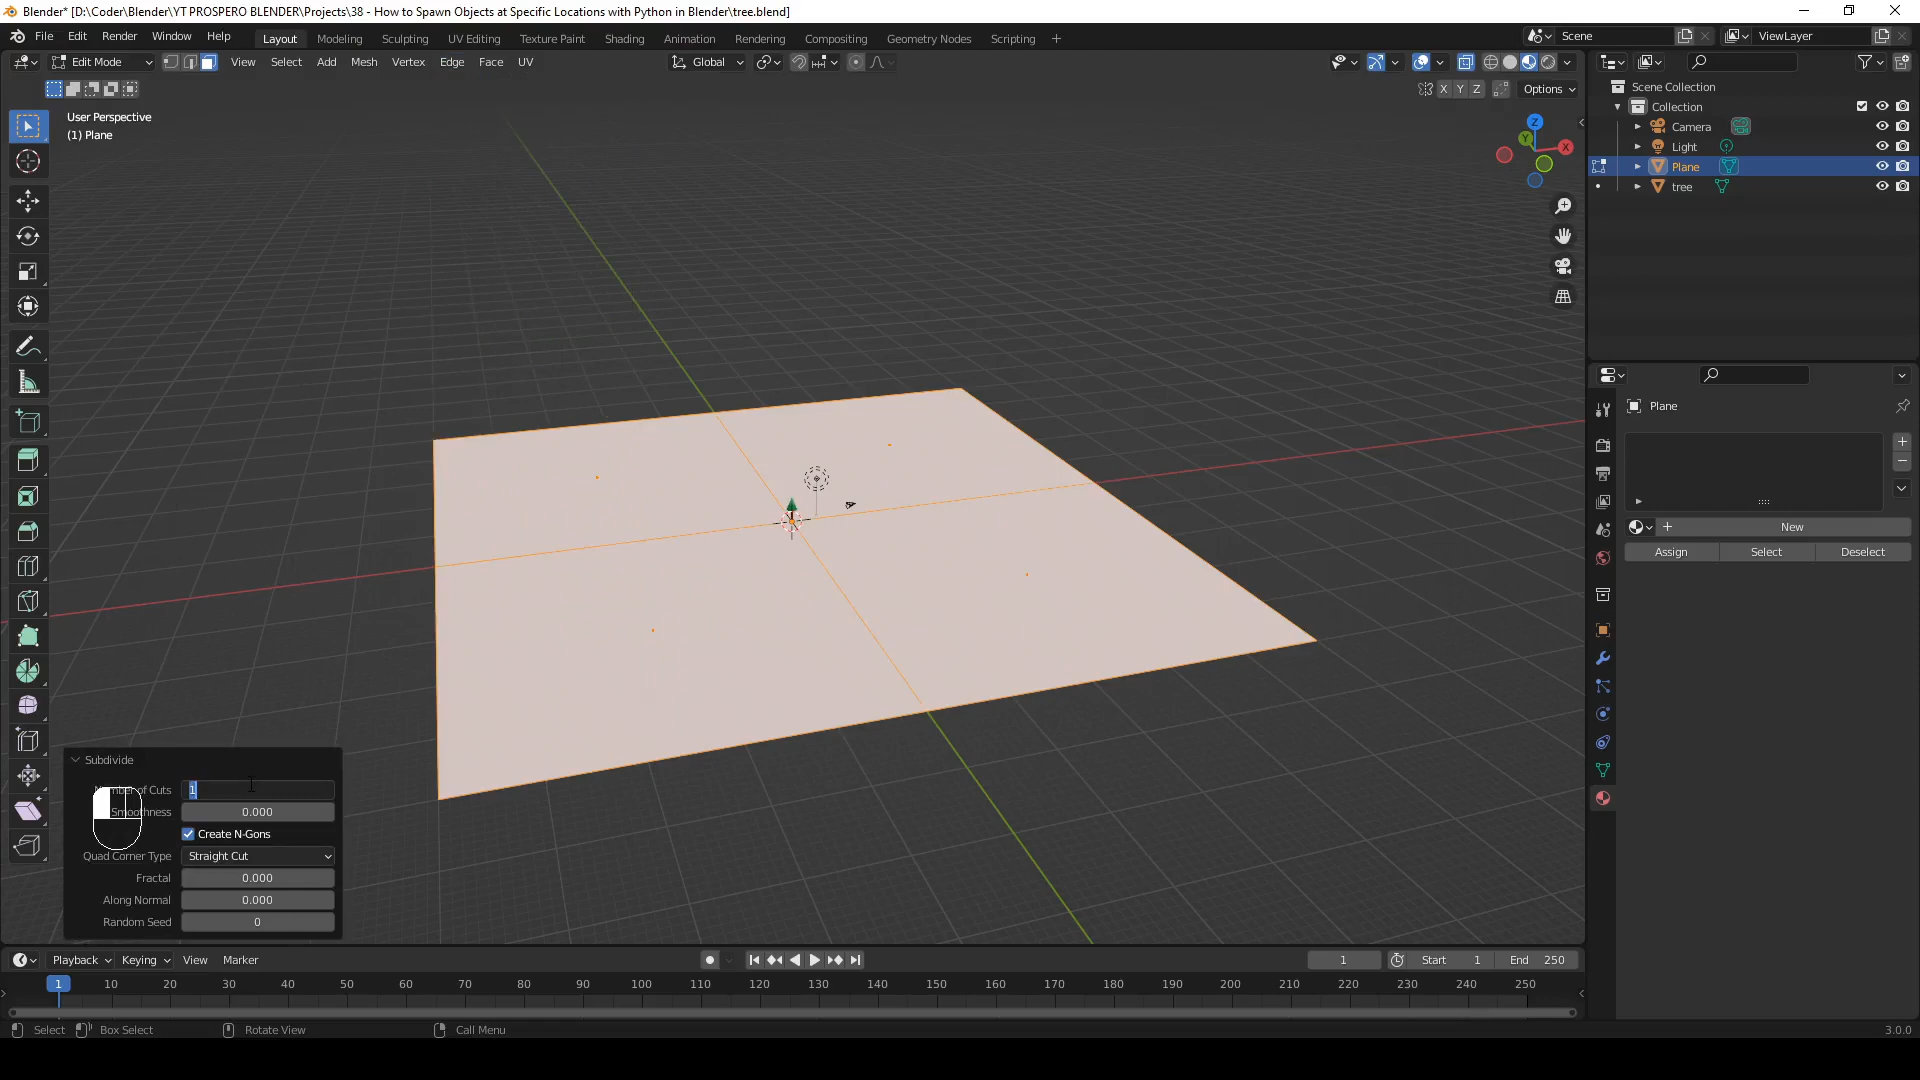 Blender* [D:\Coder\Blender\YT PROSPERO BLENDER\Projects\38 - How to Spawn Objects at Specific Locations with Python in Blender\tree.blend]
File Edit Render Window Help Layout Modeling Sculpting UV Editing Texture Paint Shading Animation Rendering Compositing Geometry Nodes Scripting + Scene ViewLayer
Edit Mode View Select Add Mesh Vertex Edge Face UV Global
X Y Z Options
User Perspective
(1) Plane
Z
Y
X
Scene Collection
Collection
Camera
Light
Plane
tree
Plane
New
Assign Select Deselect
Subdivide
Number of Cuts 1
Smoothness 0.000
Create N-Gons
Quad Corner Type Straight Cut
Fractal 0.000
Along Normal 0.000
Random Seed 0
Playback Keying View Marker 1 Start 1 End 250
1 10 20 30 40 50 60 70 80 90 100 110 120 130 140 150 160 170 180 190 200 210 220 230 240 250
Select Box Select Rotate View Call Menu 3.0.0